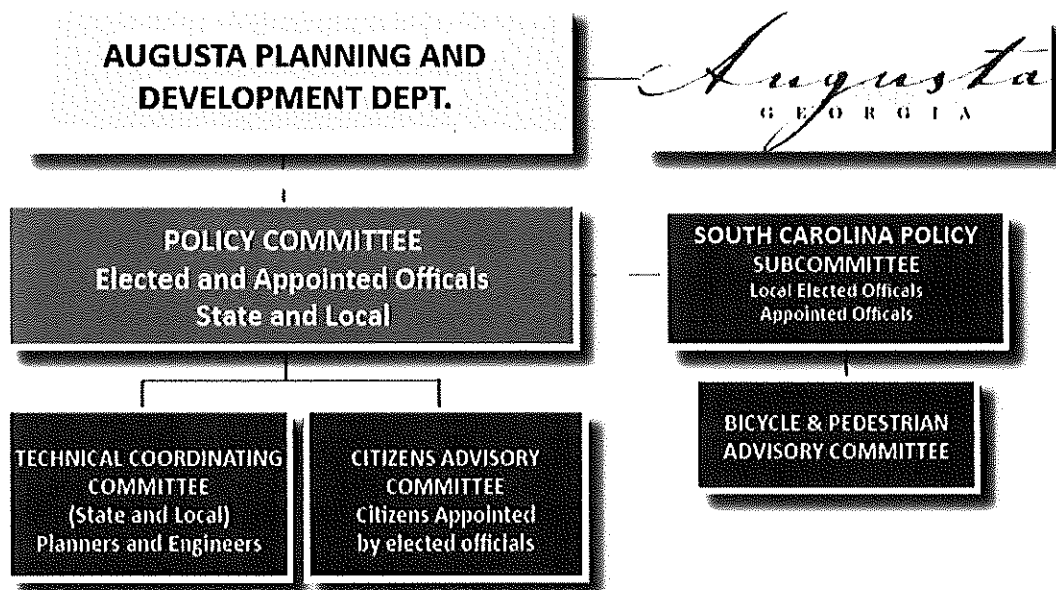 AUGUSTA PLANNING AND
DEVELOPMENT DEPT.
Augusta
GEORGIA
POLICY COMMITTEE
Elected and Appointed Officals
State and Local
SOUTH CAROLINA POLICY
SUBCOMMITTEE
Local Elected Officals
Appointed Officals
TECHNICAL COORDINATING
COMMITTEE
(State and Local)
Planners and Engineers
CITIZENS ADVISORY
COMMITTEE
Citizens Appointed
by elected officials
BICYCLE & PEDESTRIAN
ADVISORY COMMITTEE